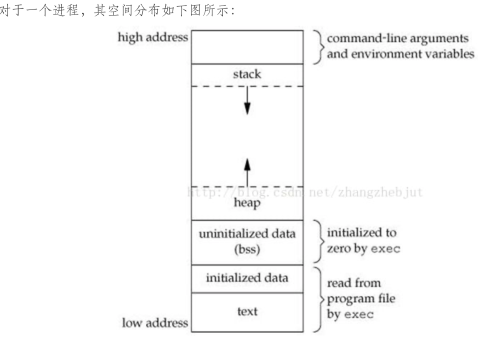 对于一个进程，其空间分布如下图所示：
high address
command-line arguments
and environment variables
stack
http://blog.csdn.net/zhangzhebjut
heap
uninitialized data
(bss)
initialized to
zero by exec
initialized data
read from
program file
by exec
text
low address